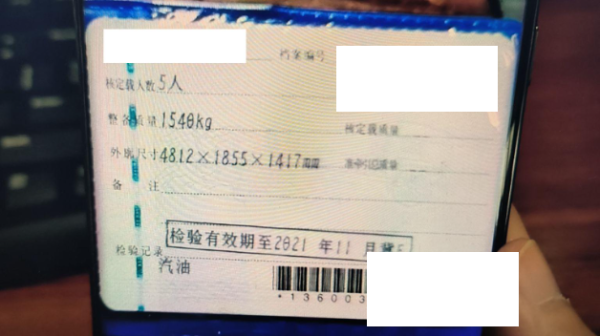 档案编号
核定载人数 5人
整备质量 1540kg 核定载质量
外廓尺寸 4812×1855×1417mm 准牵引总质量
备 注
检验有效期至2021 年11 月
检验记录
汽油
*136003